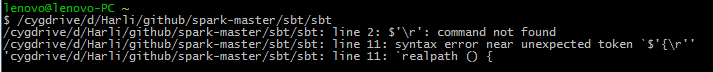 lenovo@lenovo-PC ~
$ /cygdrive/d/Harli/github/spark-master/sbt/sbt
/cygdrive/d/Harli/github/spark-master/sbt/sbt: line 2: $'\r': command not found
/cygdrive/d/Harli/github/spark-master/sbt/sbt: line 11: syntax error near unexpected token `$'{\r''
'cygdrive/d/Harli/github/spark-master/sbt/sbt: line 11: `realpath () {